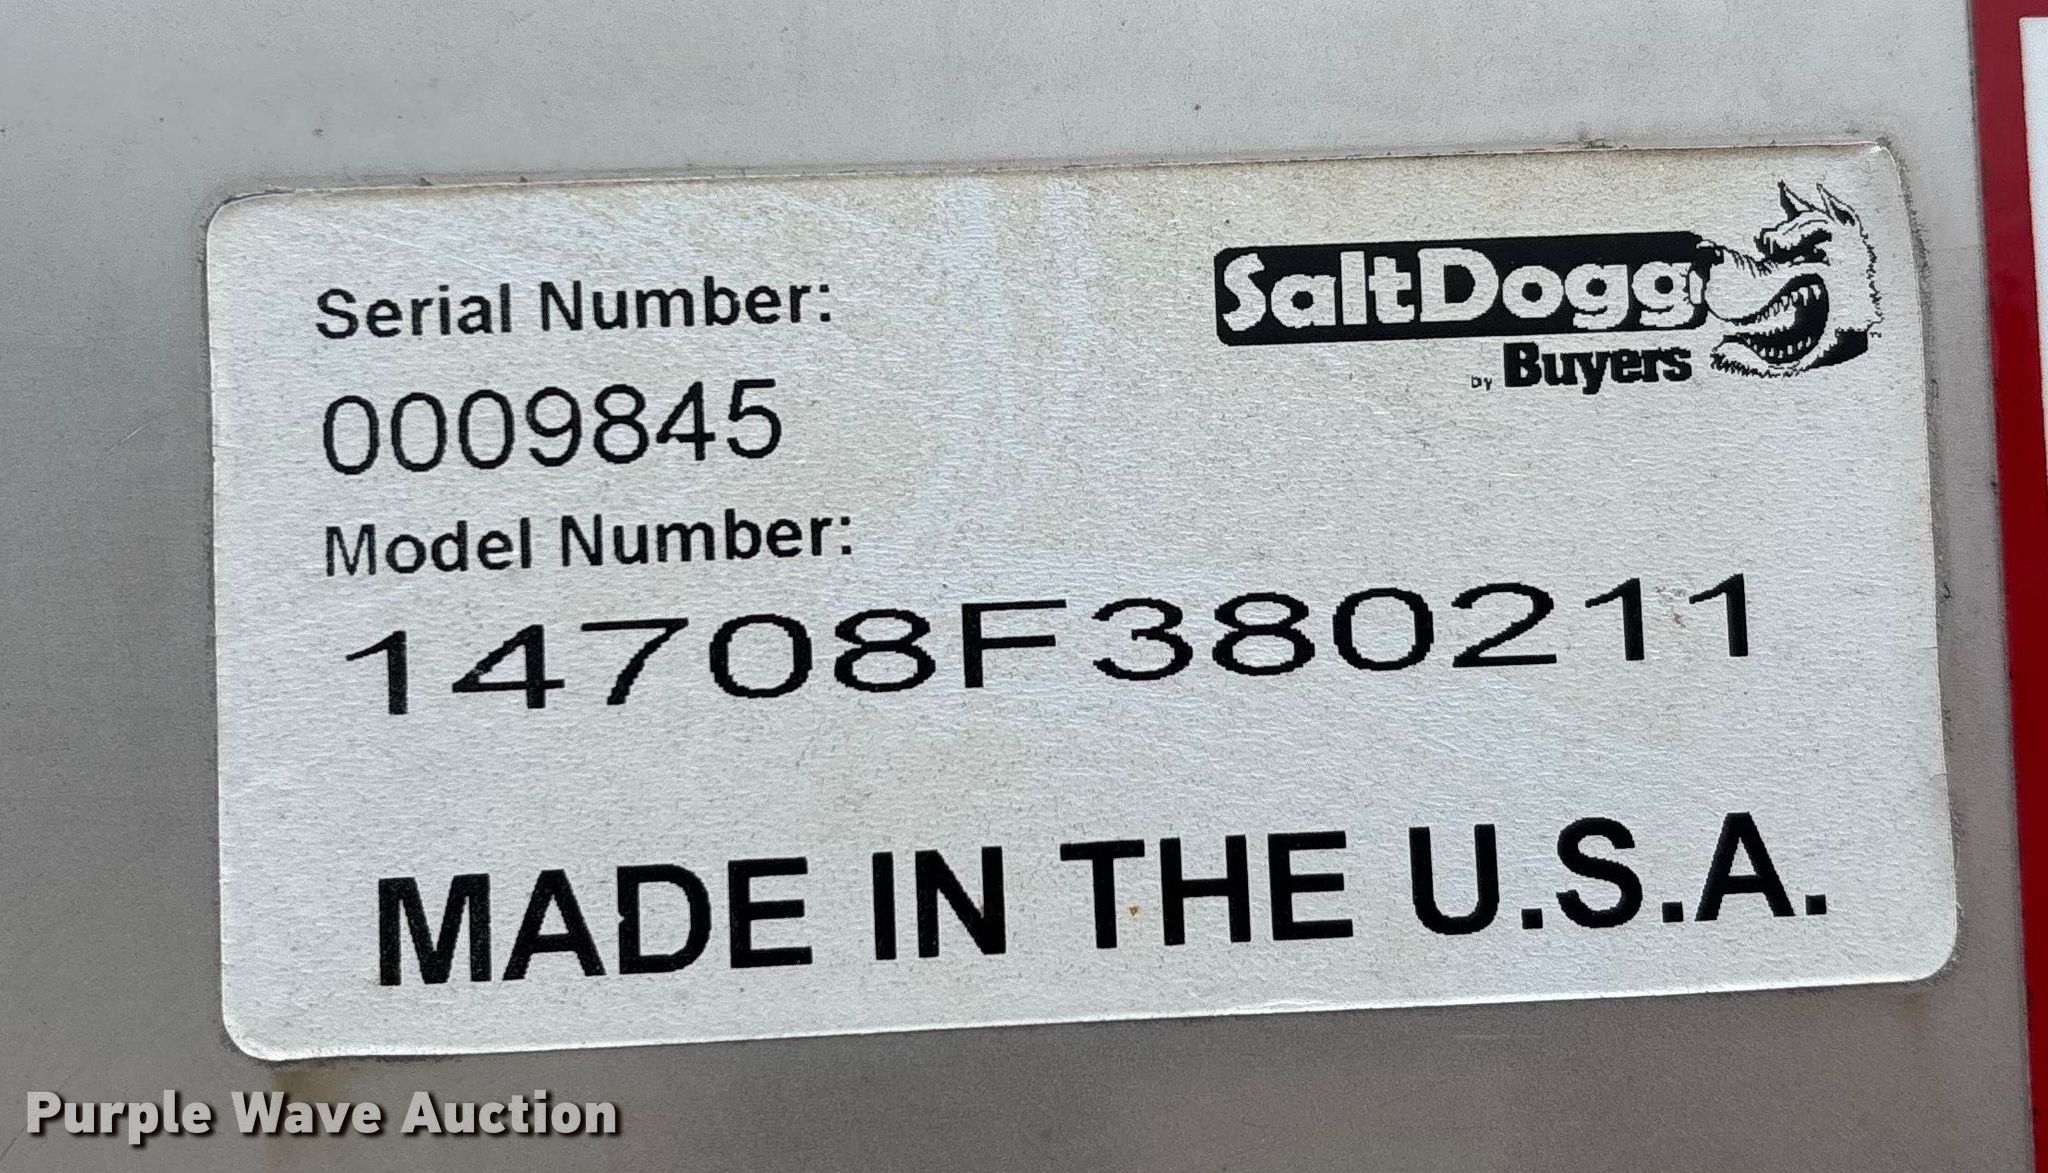 Serial Number:
0009845
SaltDogg
by Buyers
Model Number:
14708F380211
MADE IN THE U.S.A.
Purple Wave Auction